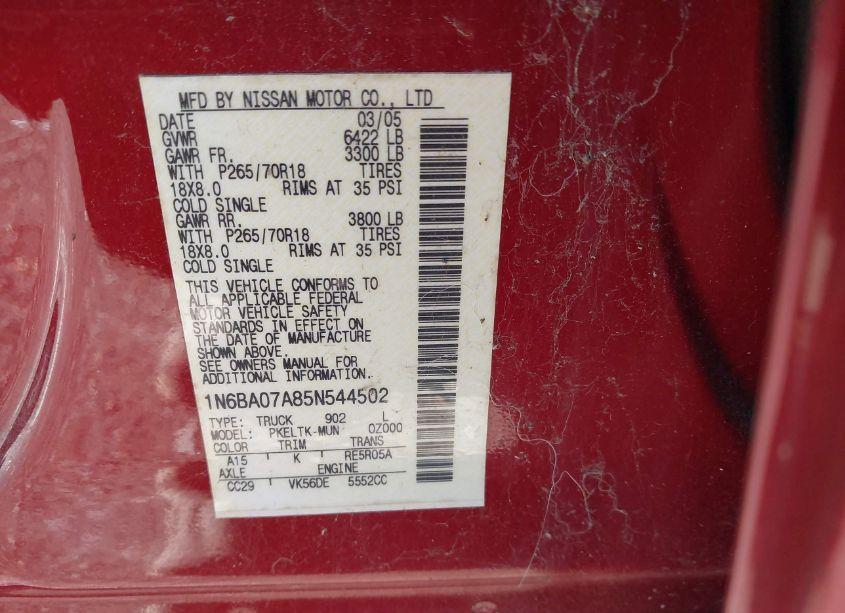 MFD BY NISSAN MOTOR CO., LTD
DATE 03/05
GVWR 6422 LB
GAWR FR. 3300 LB
WITH P265/70R18 TIRES
18X8.0 RIMS AT 35 PSI
COLD SINGLE
GAWR RR. 3800 LB
WITH P265/70R18 TIRES
18X8.0 RIMS AT 35 PSI
COLD SINGLE
THIS VEHICLE CONFORMS TO
ALL APPLICABLE FEDERAL
MOTOR VEHICLE SAFETY
STANDARDS IN EFFECT ON
THE DATE OF MANUFACTURE
SHOWN ABOVE.
SEE OWNERS MANUAL FOR
ADDITIONAL INFORMATION.
1N6BA07A85N544502
TYPE: TRUCK 902 L
MODEL: PKELTK-MUN 0Z000
COLOR TRIM TRANS
A15 K RE5R05A
AXLE ENGINE
CC29 VK56DE 5552CC